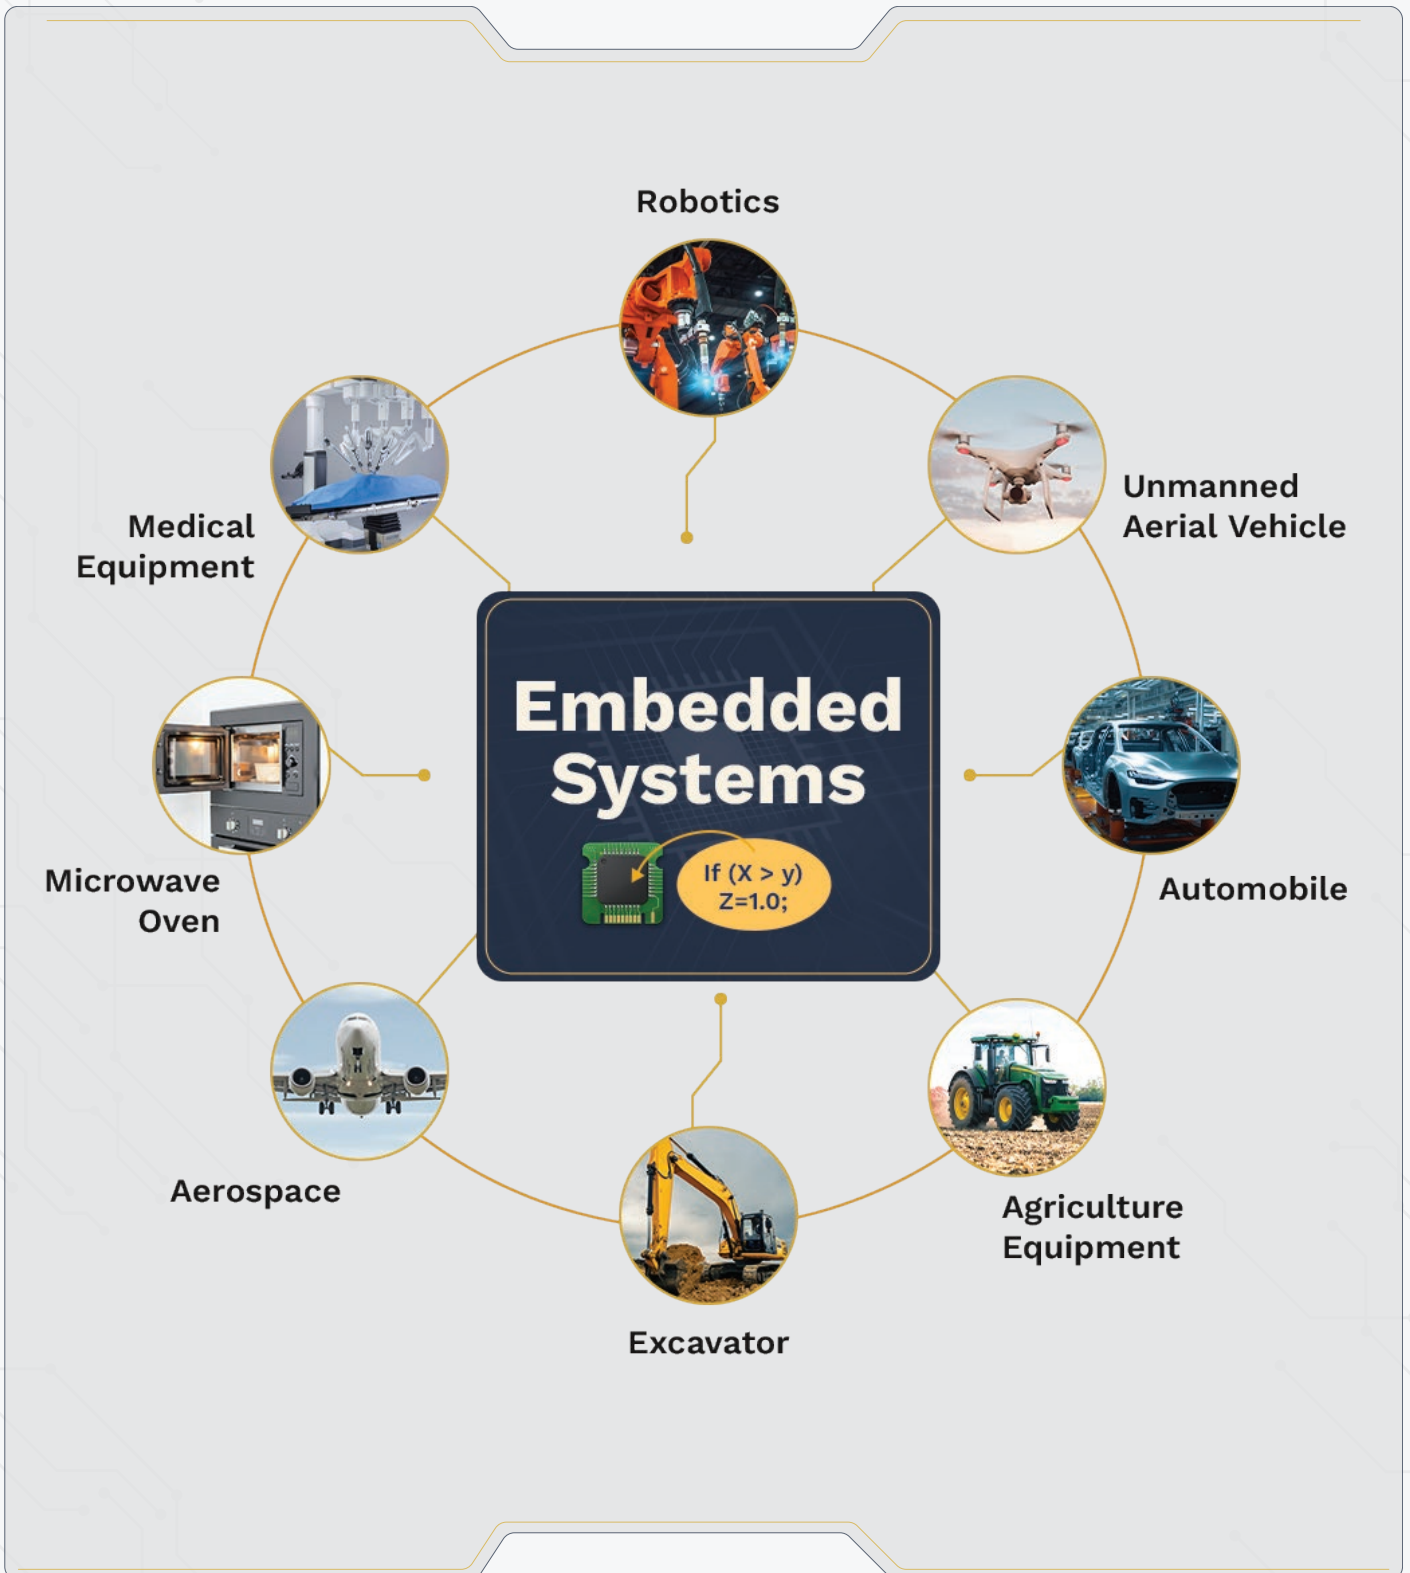 Robotics
Unmanned
Aerial Vehicle
Medical
Equipment
Embedded
Systems
If (X > y)
Z=1.0;
Microwave
Oven
Automobile
Aerospace
Agriculture
Equipment
Excavator